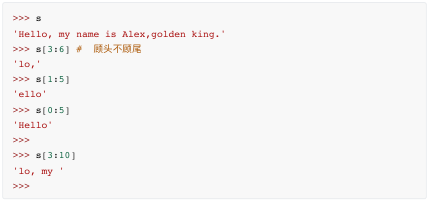 >>> s
'Hello, my name is Alex,golden king.'
>>> s[3:6] #  顾头不顾尾
'lo,'
>>> s[1:5]
'ello'
>>> s[0:5]
'Hello'
>>>
>>> s[3:10]
'lo, my '
>>>